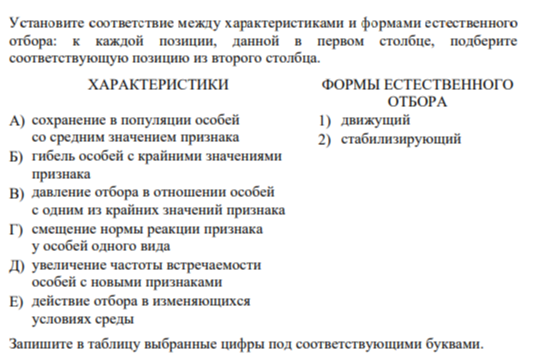 Установите соответствие между характеристиками и формами естественного
отбора: к каждой позиции, данной в первом столбце, подберите
соответствующую позицию из второго столбца.
ХАРАКТЕРИСТИКИ
А) сохранение в популяции особей
со средним значением признака
Б) гибель особей с крайними значениями
признака
В) давление отбора в отношении особей
с одним из крайних значений признака
Г) смещение нормы реакции признака
у особей одного вида
Д) увеличение частоты встречаемости
особей с новыми признаками
Е) действие отбора в изменяющихся
условиях среды
ФОРМЫ ЕСТЕСТВЕННОГО
ОТБОРА
1) движущий
2) стабилизирующий
Запишите в таблицу выбранные цифры под соответствующими буквами.